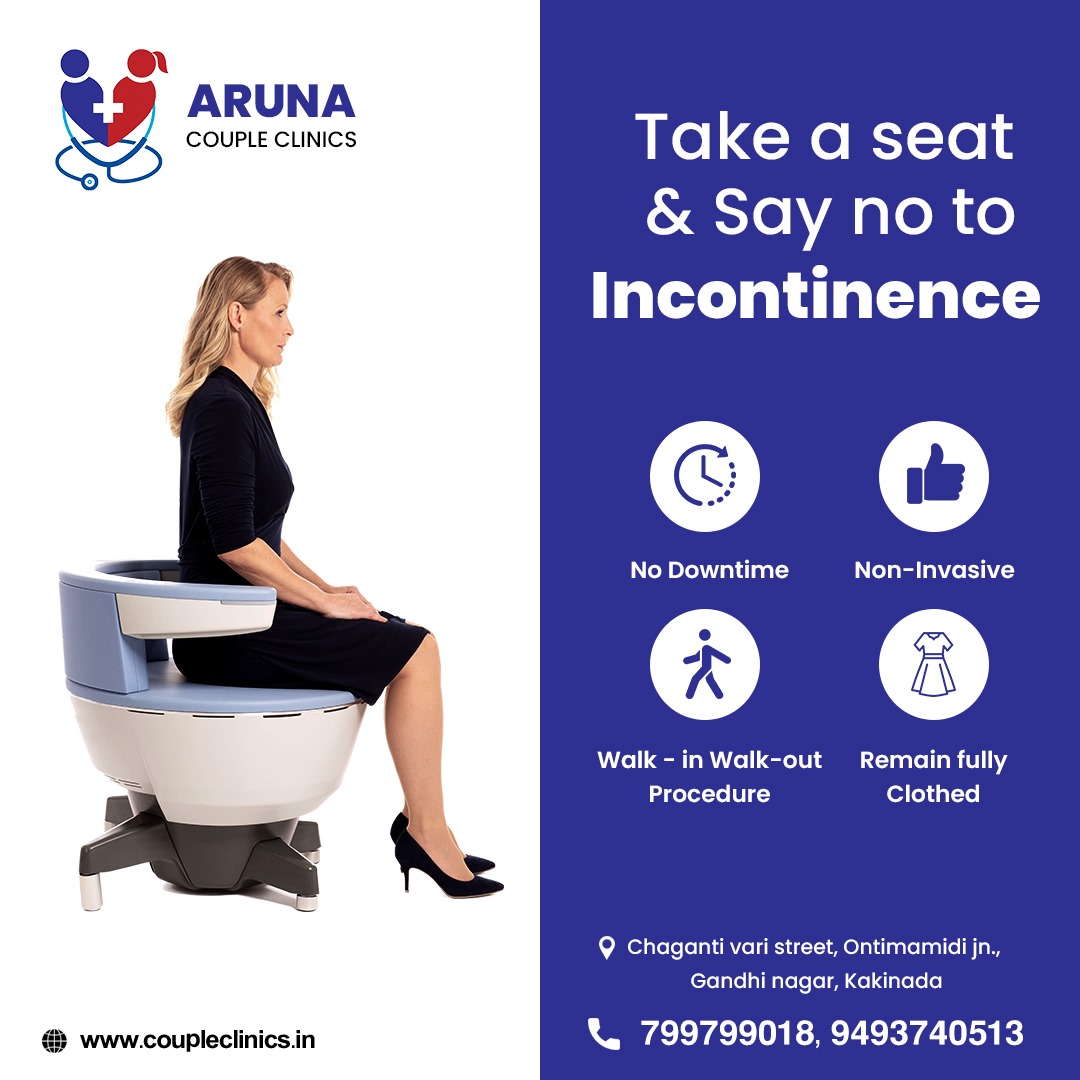 ARUNA
COUPLE CLINICS
Take a seat
& Say no to
Incontinence
No Downtime
Non-Invasive
Walk - in Walk-out
Procedure
Remain fully
Clothed
Chaganti vari street, Ontimamidi jn.,
Gandhi nagar, Kakinada
www.coupleclinics.in
799799018, 9493740513